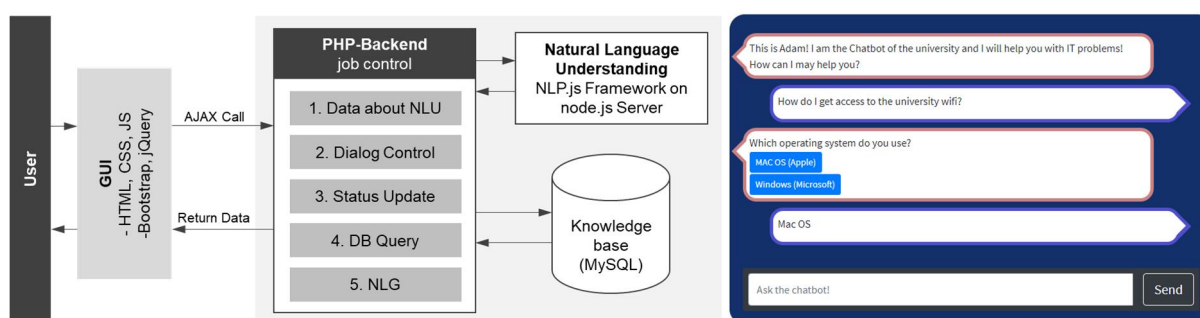 User
GUI
- HTML, CSS, JS
-Bootstrap, jQuery
AJAX Call
Return Data
PHP-Backend
job control
1. Data about NLU
2. Dialog Control
3. Status Update
4. DB Query
5. NLG
Natural Language
Understanding
NLP.js Framework on
node.js Server
Knowledge
base
(MySQL)
This is Adam! I am the Chatbot of the university and I will help you with IT problems!
How can I may help you?
How do I get access to the university wifi?
Which operating system do you use?
MAC OS (Apple)
Windows (Microsoft)
Mac OS
Ask the chatbot!
Send